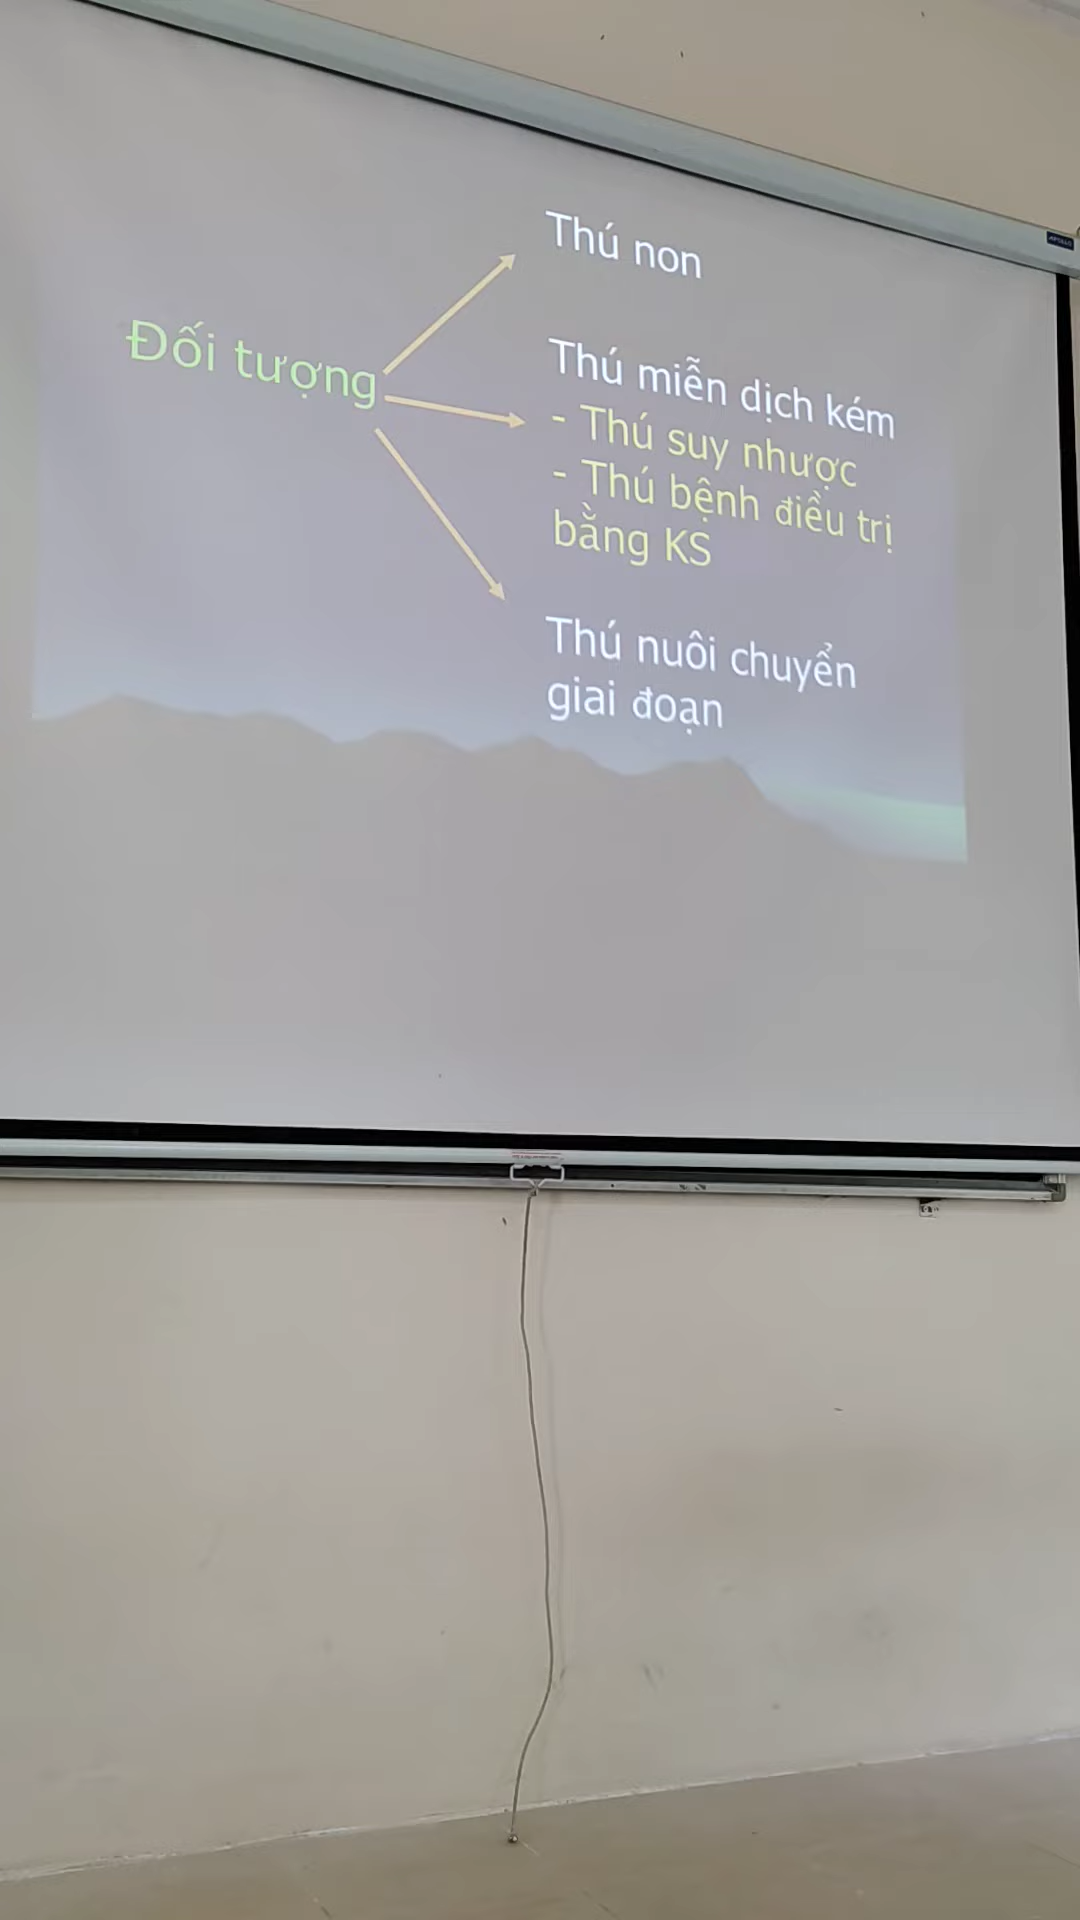 Thú non
Đối tượng
Thú miễn dịch kém
- Thú suy nhược
- Thú bệnh điều trị
bằng KS
Thú nuôi chuyển
giai đoạn
APOLLO